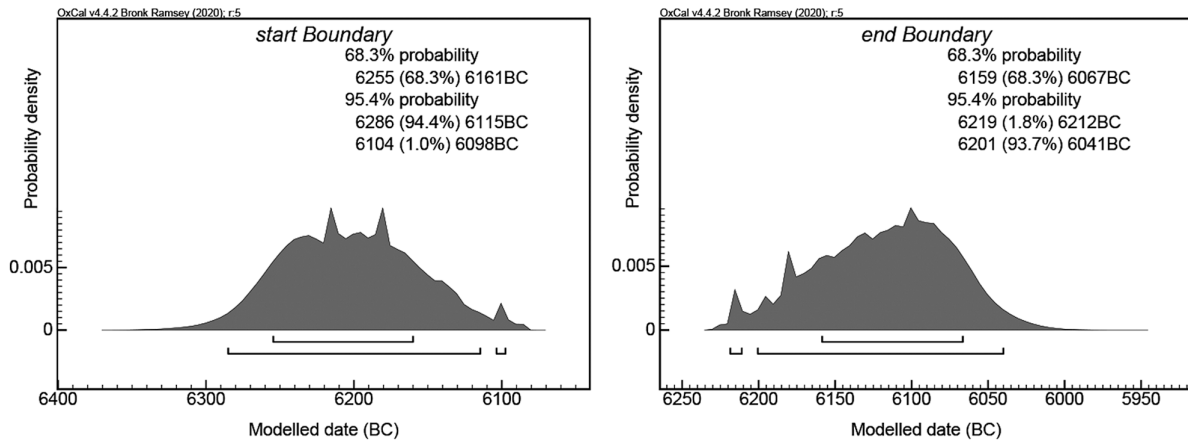 OxCal v4.4.2 Bronk Ramsey (2020); r:5
start Boundary
68.3% probability
6255 (68.3%) 6161BC
95.4% probability
6286 (94.4%) 6115BC
6104 (1.0%) 6098BC
Probability density
0.005
0
6400 6300 6200 6100
Modelled date (BC)
OxCal v4.4.2 Bronk Ramsey (2020); r:5
end Boundary
68.3% probability
6159 (68.3%) 6067BC
95.4% probability
6219 (1.8%) 6212BC
6201 (93.7%) 6041BC
Probability density
0.005
0
6250 6200 6150 6100 6050 6000 5950
Modelled date (BC)